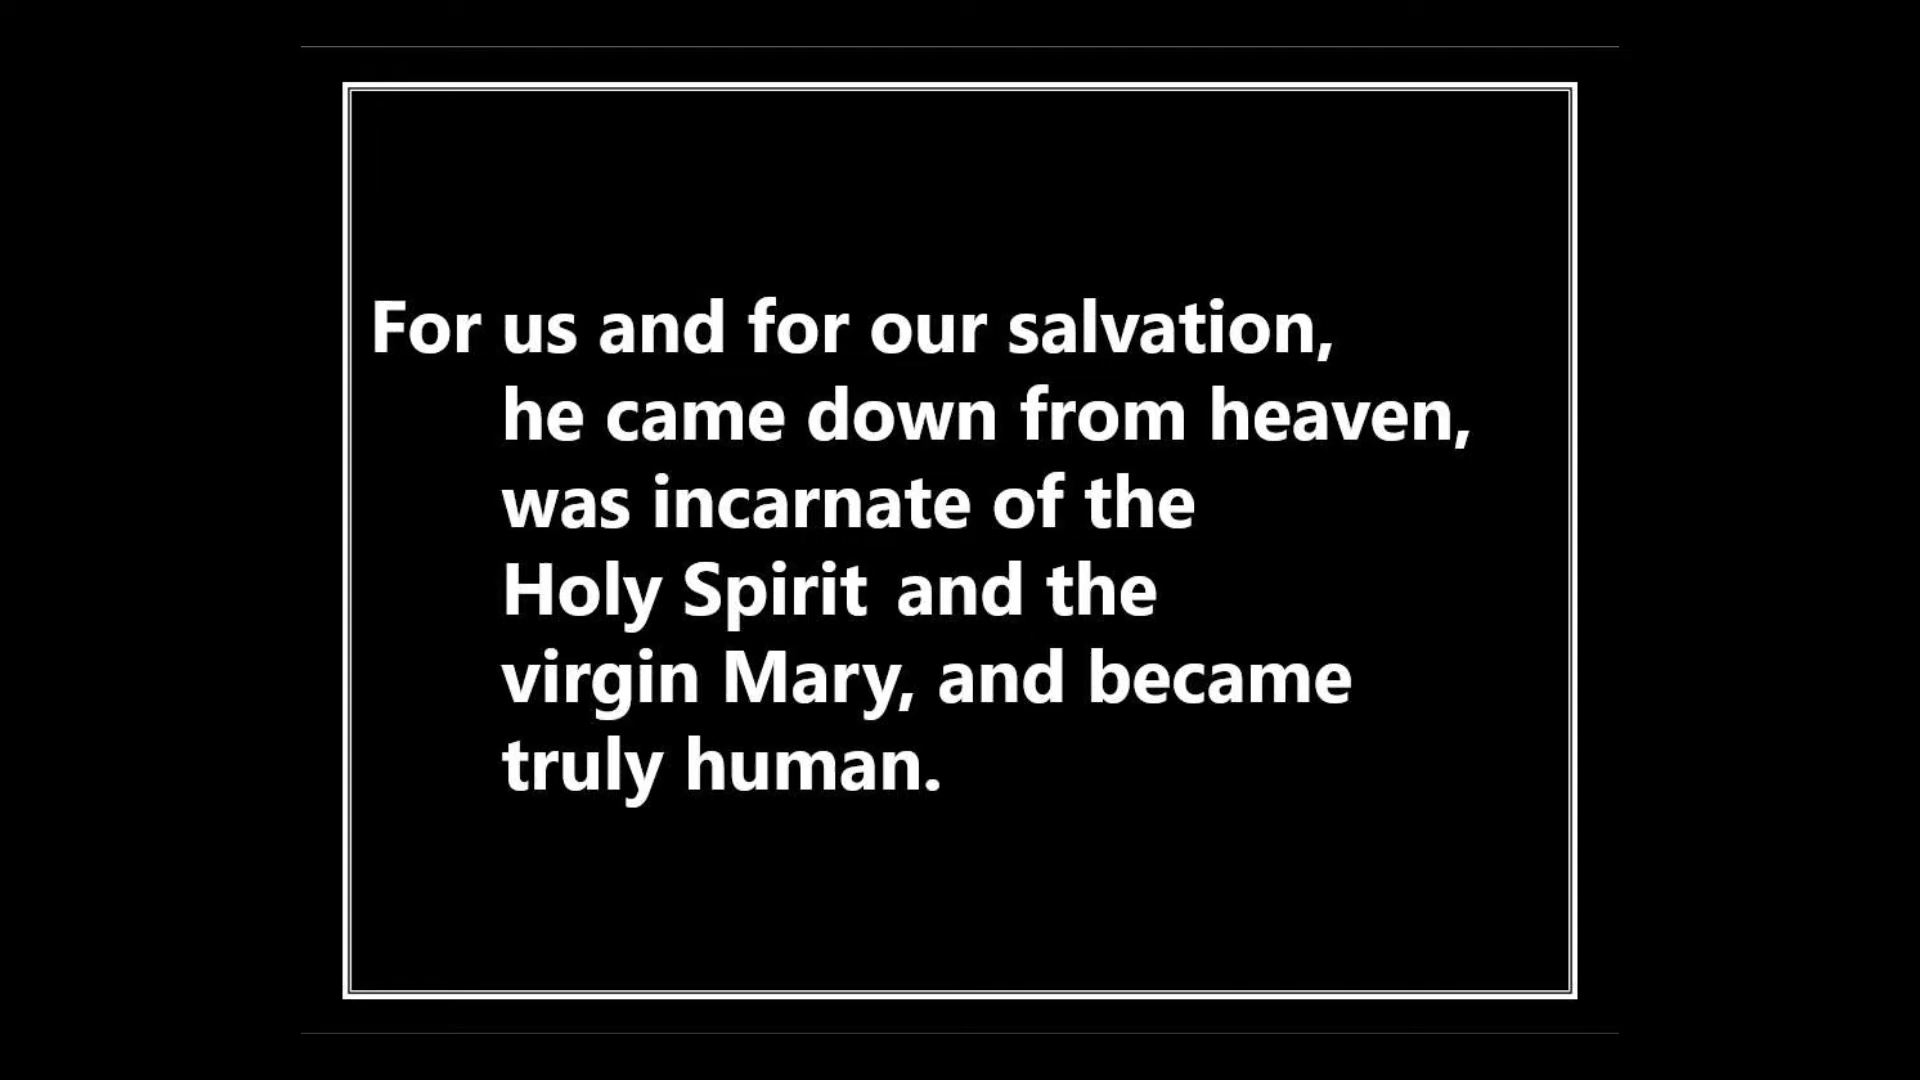 For us and for our salvation,
he came down from heaven,
was incarnate of the
Holy Spirit and the
virgin Mary, and became
truly human.